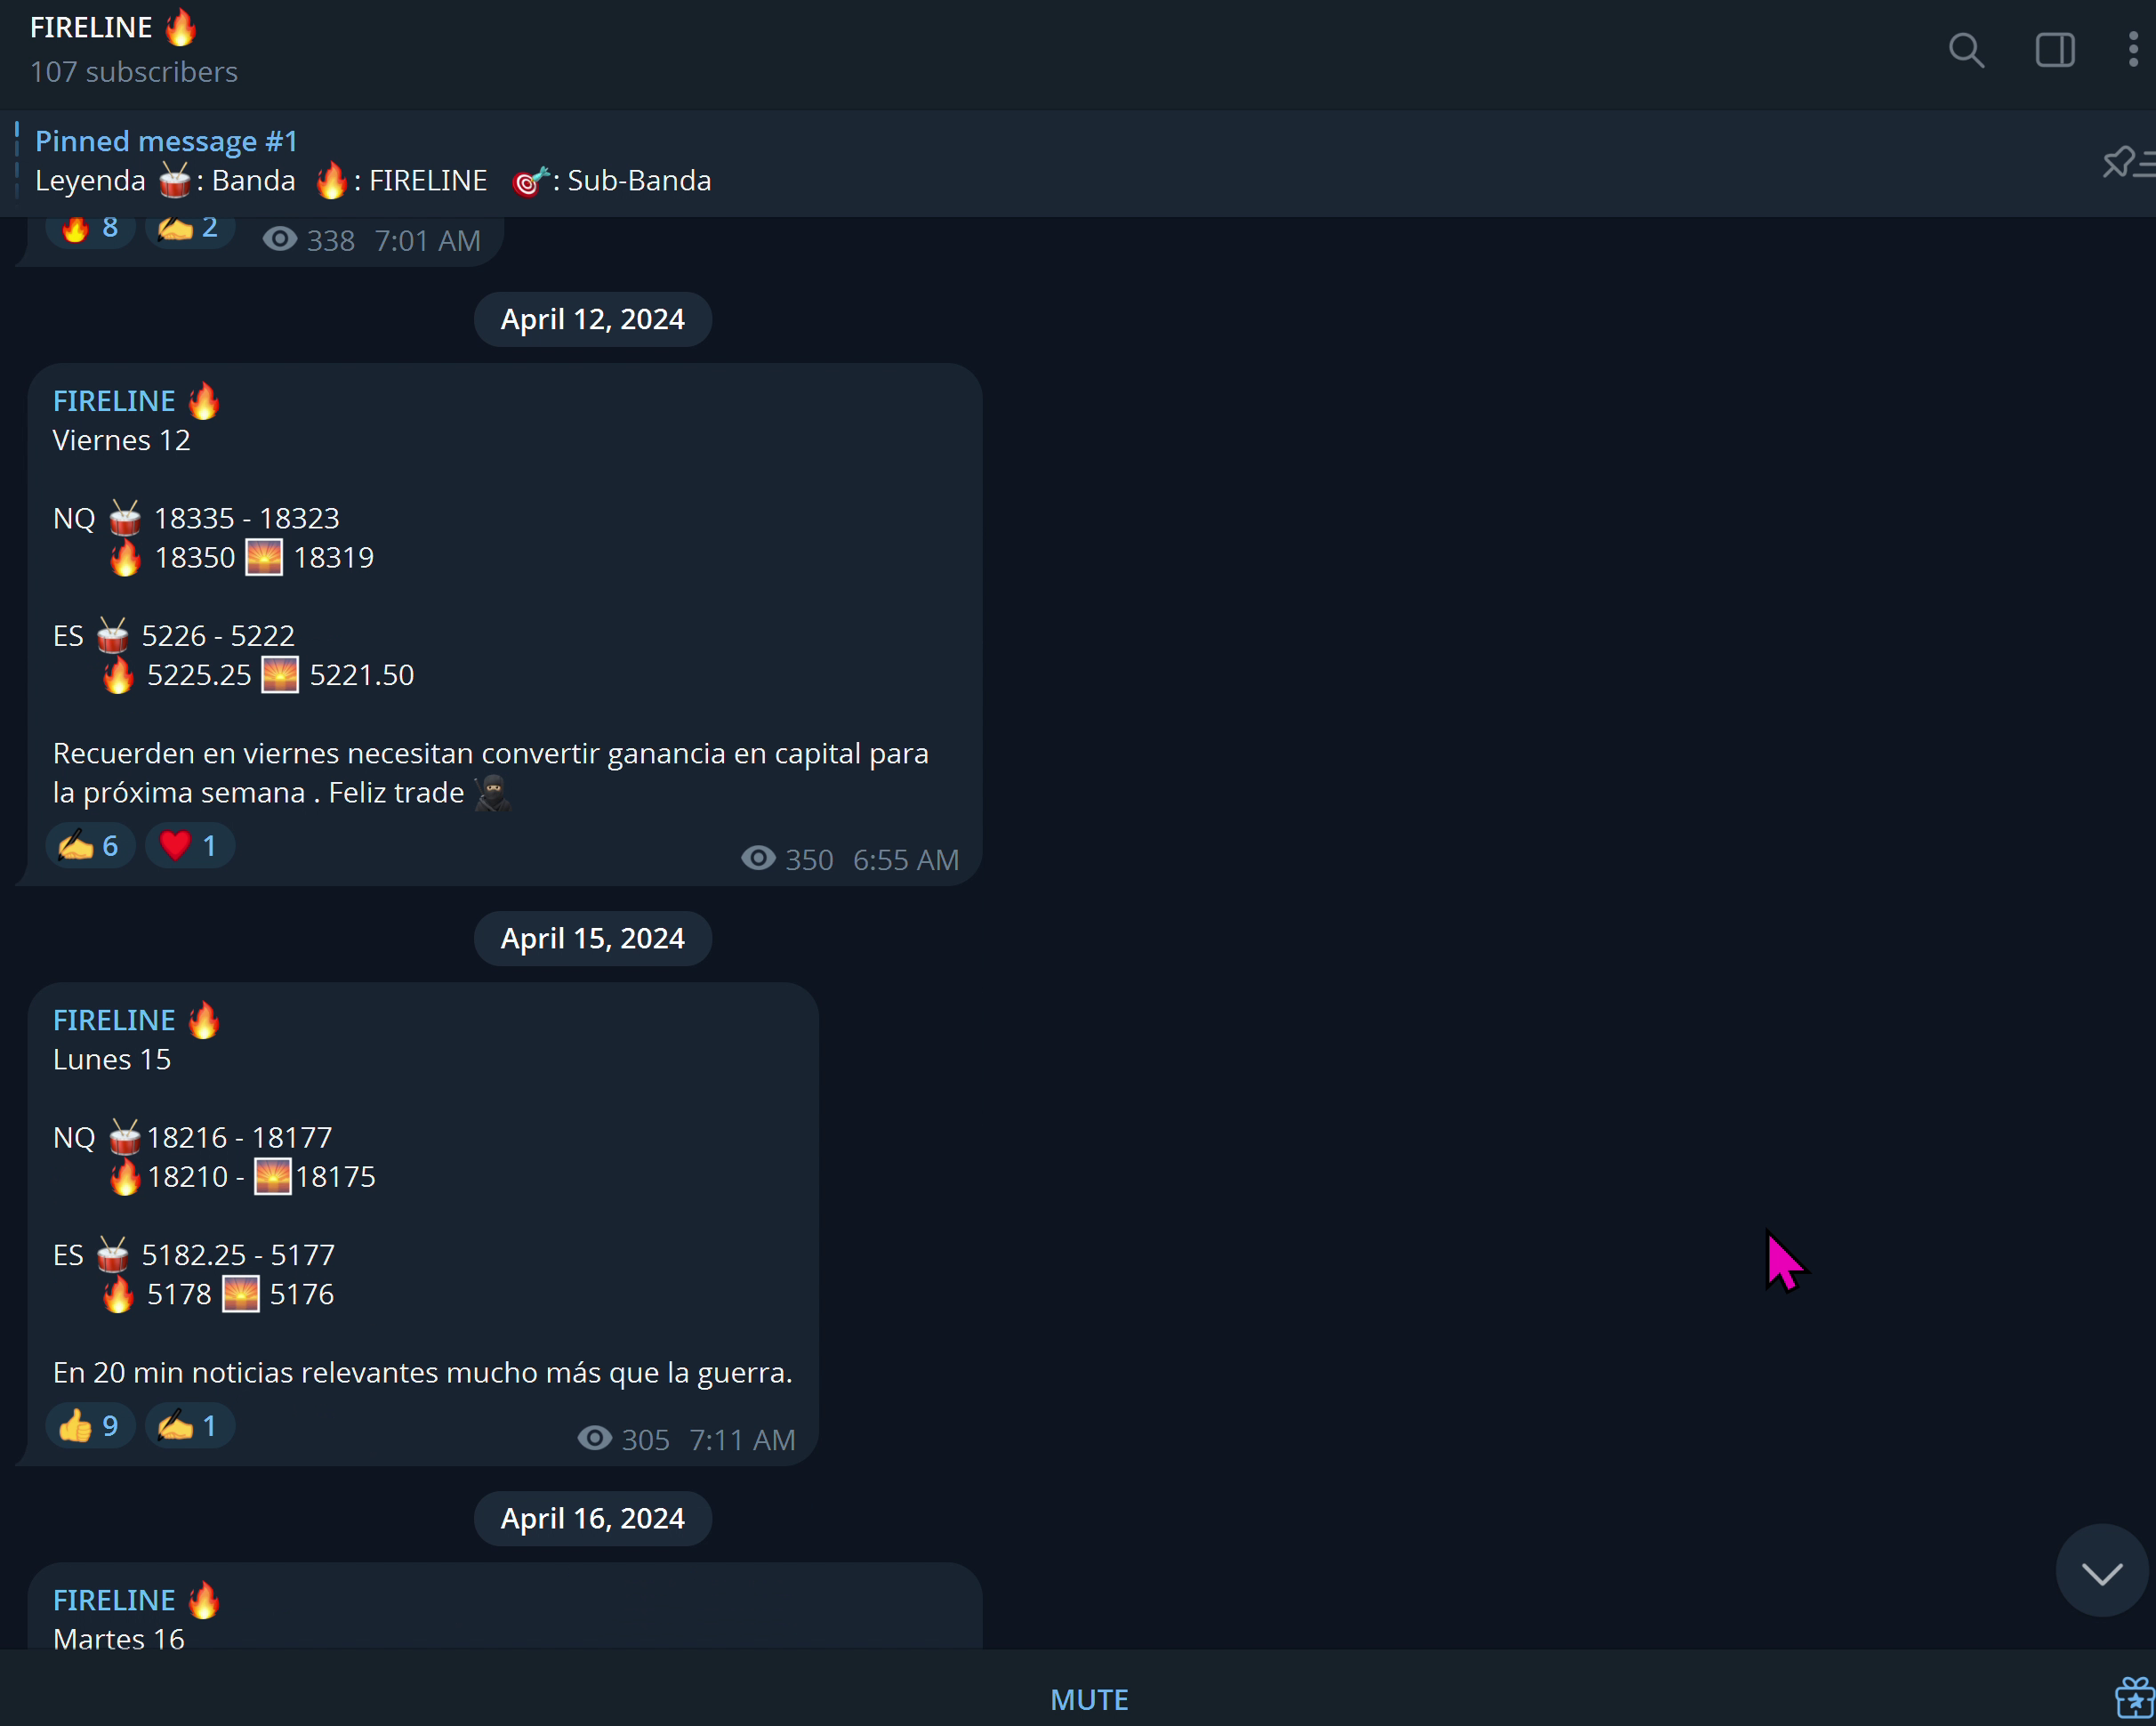 FIRELINE 🔥
107 subscribers
Pinned message #1
Leyenda 🥁: Banda 🔥: FIRELINE 🎯: Sub-Banda
🔥 8 ✍️ 2 338 7:01 AM
April 12, 2024
FIRELINE 🔥
Viernes 12
NQ 🥁 18335 - 18323
🔥 18350 🌅 18319
ES 🥁 5226 - 5222
🔥 5225.25 🌅 5221.50
Recuerden en viernes necesitan convertir ganancia en capital para
la próxima semana . Feliz trade 🥷
✍️ 6 ❤️ 1 350 6:55 AM
April 15, 2024
FIRELINE 🔥
Lunes 15
NQ 🥁18216 - 18177
🔥18210 - 🌅18175
ES 🥁 5182.25 - 5177
🔥 5178 🌅 5176
En 20 min noticias relevantes mucho más que la guerra.
👍 9 ✍️ 1 305 7:11 AM
April 16, 2024
FIRELINE 🔥
Martes 16
MUTE